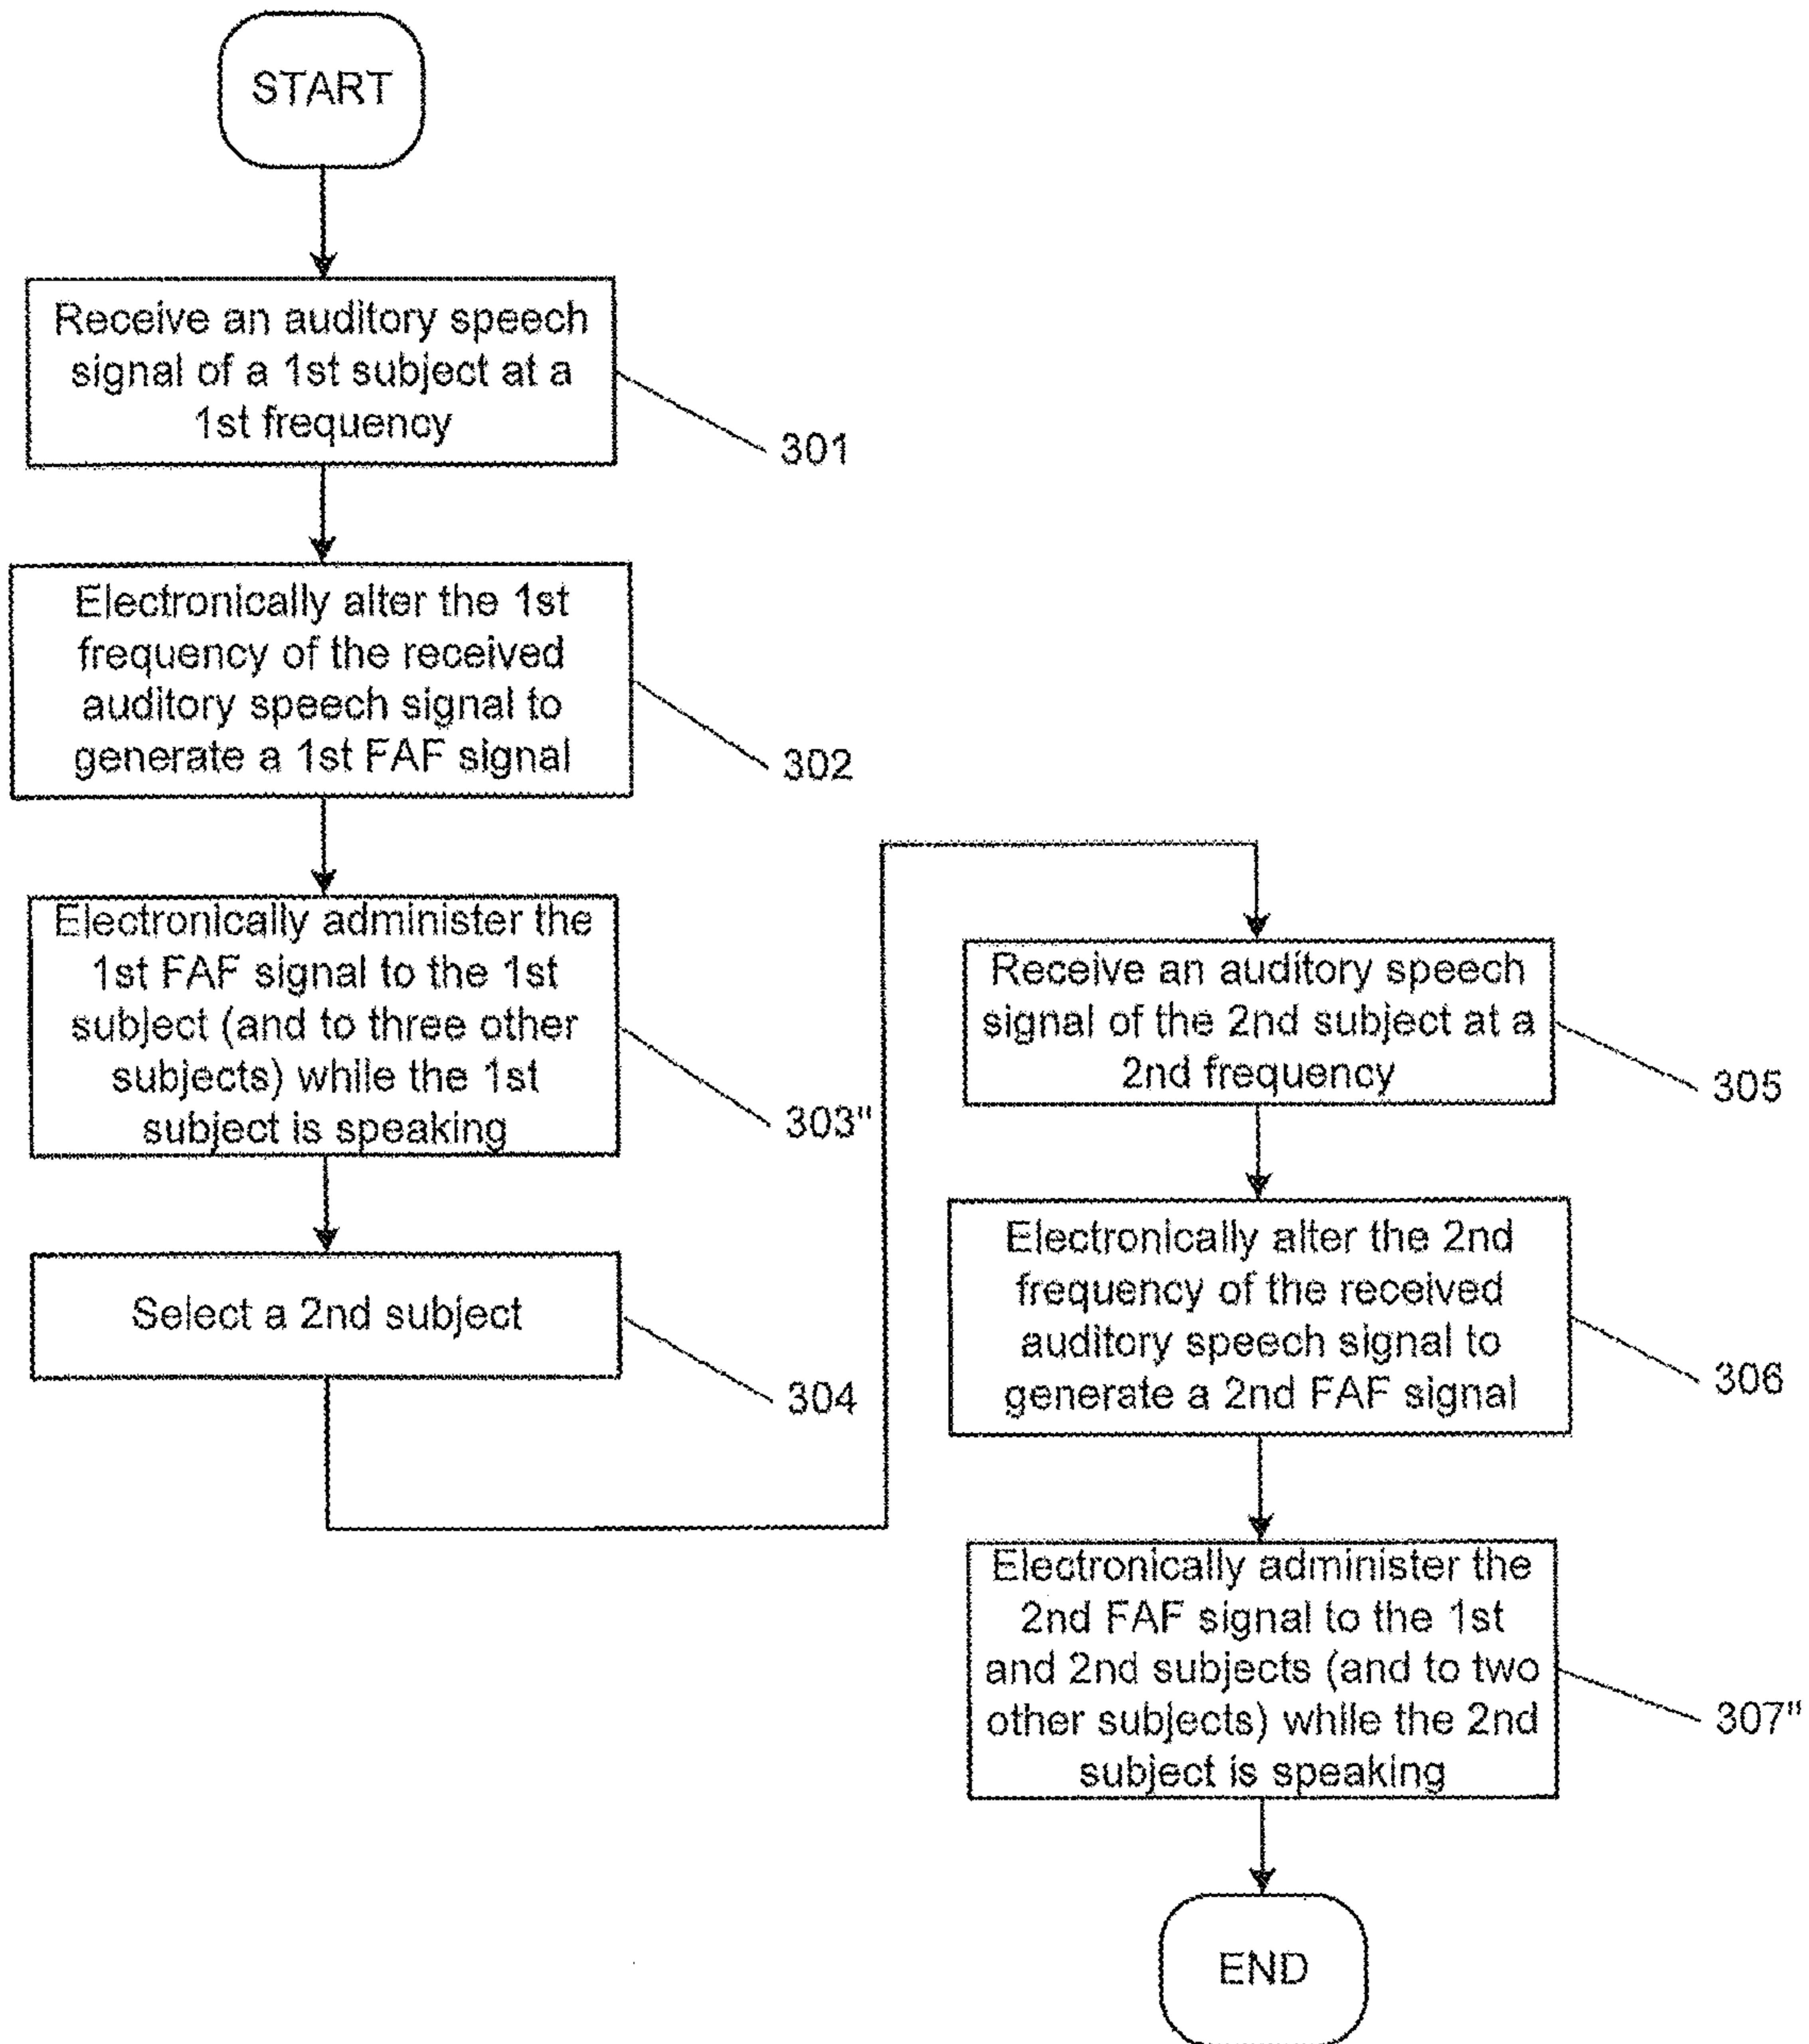 START
Receive an auditory speech
signal of a 1st subject at a
1st frequency
301
Electronically alter the 1st
frequency of the received
auditory speech signal to
generate a 1st FAF signal
302
Electronically administer the
1st FAF signal to the 1st
subject (and to three other
subjects) while the 1st
subject is speaking
303"
Select a 2nd subject
304
Receive an auditory speech
signal of the 2nd subject at a
2nd frequency
305
Electronically alter the 2nd
frequency of the received
auditory speech signal to
generate a 2nd FAF signal
306
Electronically administer the
2nd FAF signal to the 1st
and 2nd subjects (and to two
other subjects) while the 2nd
subject is speaking
307"
END